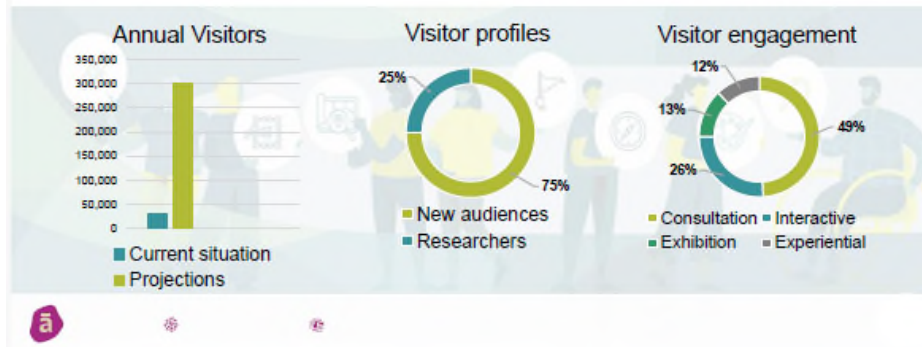 Annual Visitors
350,000
300,000
250,000
200,000
150,000
100,000
50,000
0
Current situation
Projections
Visitor profiles
25%
75%
New audiences
Researchers
Visitor engagement
12%
13%
49%
26%
Consultation Interactive
Exhibition Experiential
ā